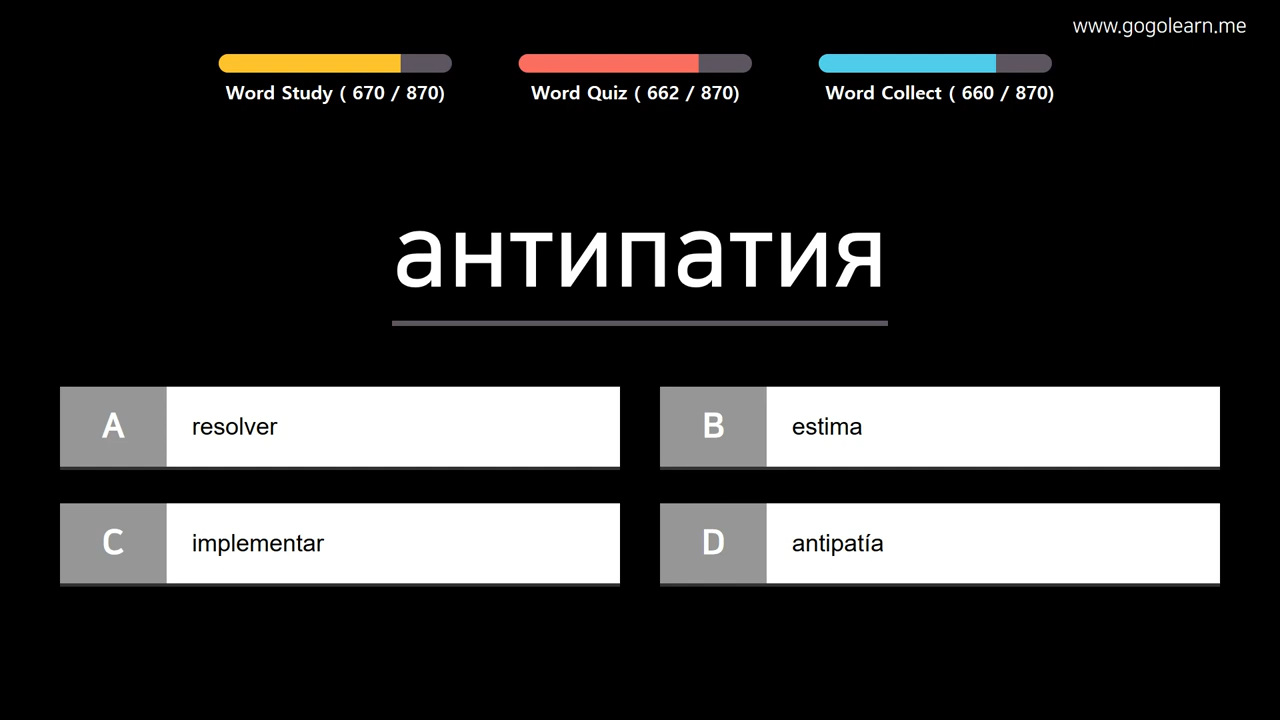 www.gogolearn.me
Word Study ( 670 / 870)
Word Quiz ( 662 / 870)
Word Collect ( 660 / 870)
антипатия
A resolver
B estima
C implementar
D antipatía